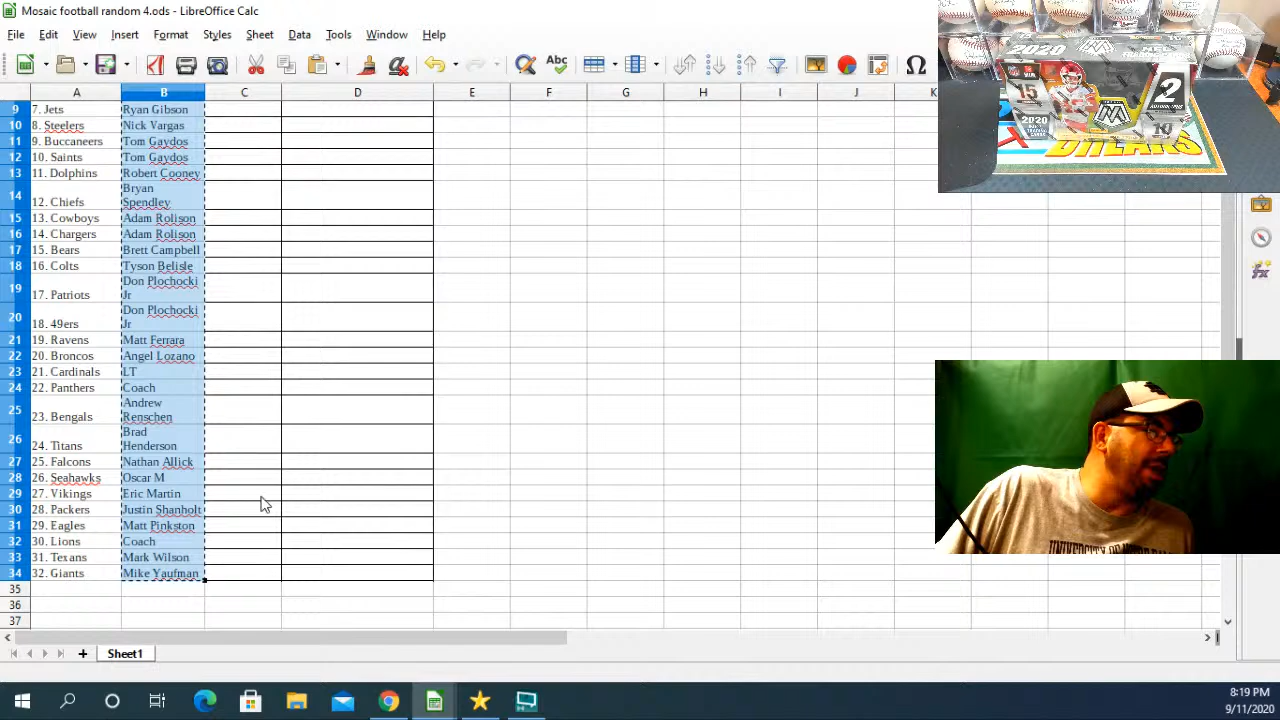 Mosaic football random 4.ods - LibreOffice Calc
File Edit View Insert Format Styles Sheet Data Tools Window Help
A B C D E F G H I J K
9 7. Jets Ryan Gibson
10 8. Steelers Nick Vargas
11 9. Buccaneers Tom Gaydos
12 10. Saints Tom Gaydos
13 11. Dolphins Robert Cooney
Bryan
14 12. Chiefs Spendley
15 13. Cowboys Adam Rolison
16 14. Chargers Adam Rolison
17 15. Bears Brett Campbell
18 16. Colts Tyson Belisle
Don Plochocki
19 17. Patriots Jr
Don Plochocki
20 18. 49ers Jr
21 19. Ravens Matt Ferrara
22 20. Broncos Angel Lozano
23 21. Cardinals LT
24 22. Panthers Coach
Andrew
25 23. Bengals Renschen
Brad
26 24. Titans Henderson
27 25. Falcons Nathan Allick
28 26. Seahawks Oscar M
29 27. Vikings Eric Martin
30 28. Packers Justin Shanholt
31 29. Eagles Matt Pinkston
32 30. Lions Coach
33 31. Texans Mark Wilson
34 32. Giants Mike Yaufman
35
36
37
Sheet1
8:19 PM
9/11/2020
2020
15
2020
2
10